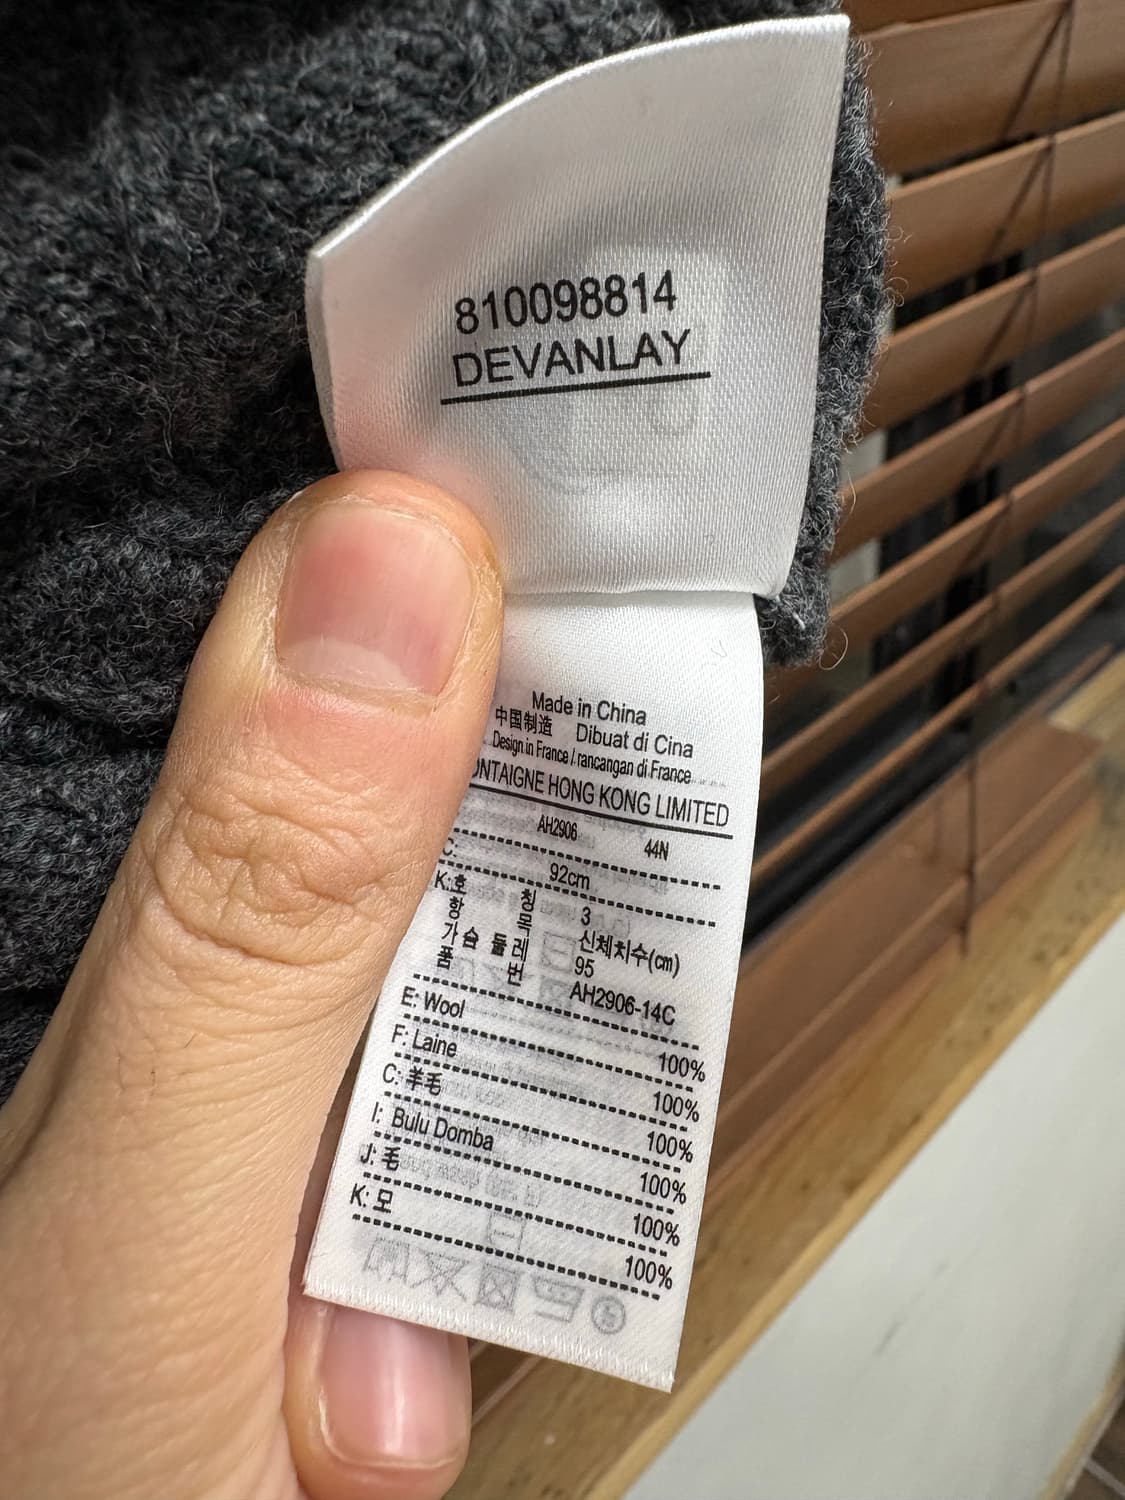 810098814
DEVANLAY
Made in China
中国制造 Dibuat di Cina
Design in France / rancangan di France
HONG KONG LIMITED
AH2906 44N
C: 92cm
K:호 칭 3
항 목 신체치수(cm)
가슴 둘레 95
품 번 AH2906-14C
E: Wool 100%
F: Laine 100%
C: 羊毛 100%
I: Bulu Domba 100%
J: 毛 100%
K: 모 100%